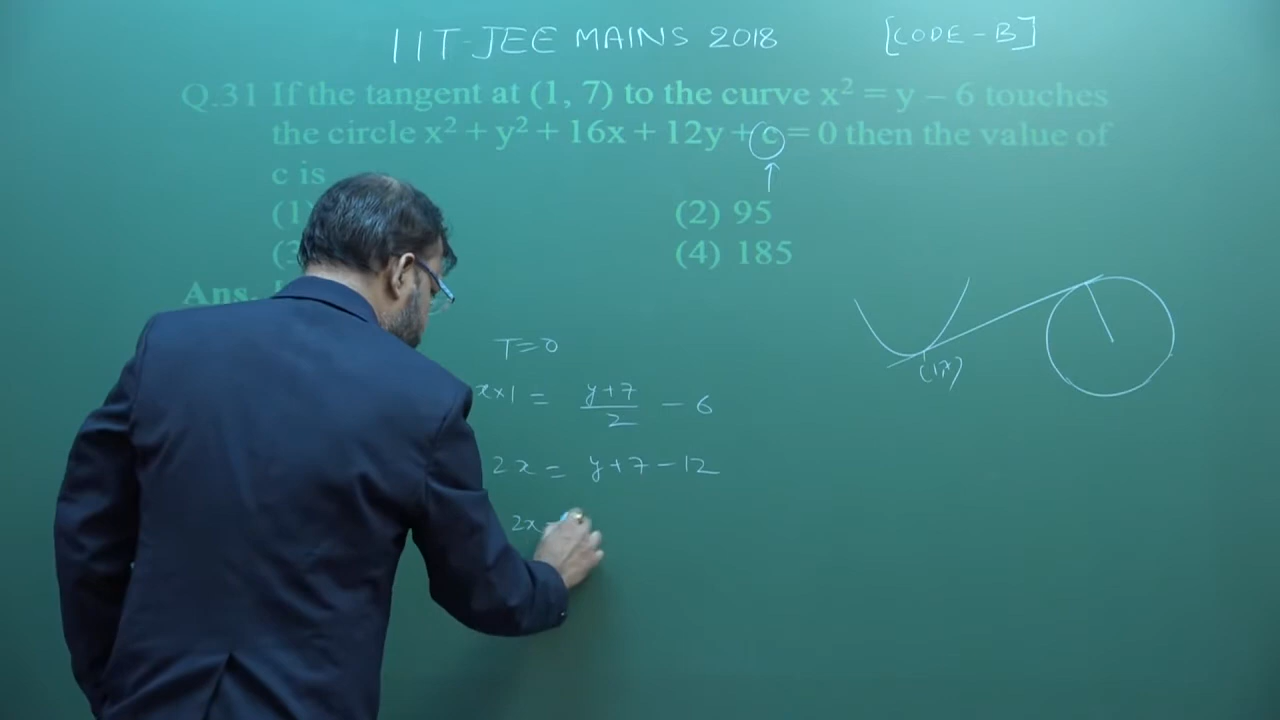 IIT-JEE MAINS 2018 [CODE-B]
Q.31 If the tangent at (1, 7) to the curve x² = y – 6 touches
the circle x² + y² + 16x + 12y + c = 0 then the value of
c is
(1) (2) 95
(4) 185
Ans.
T=0
x×1 = y+7/2 - 6
(1,7)
2x = y+7-12
2x